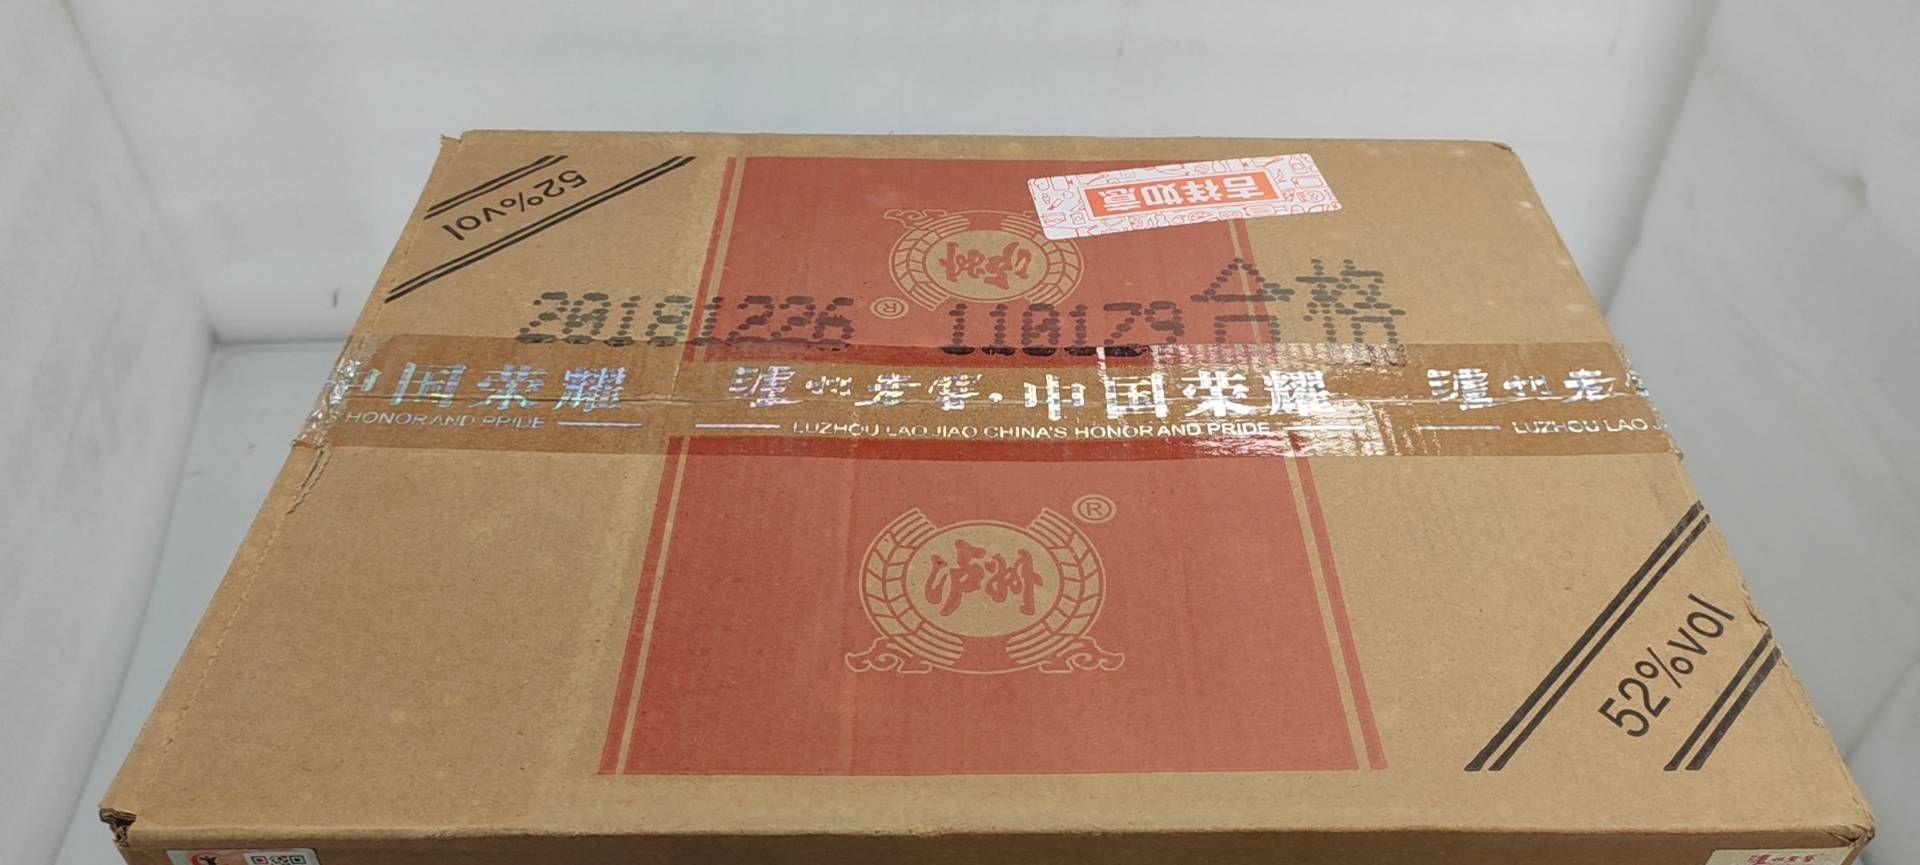 52%vol
吉祥如意
泸州
®
20181226 110123 合格
中国荣耀 泸州老窖·中国荣耀 泸州老
S HONOR AND PRIDE LUZHOU LAO JIAO CHINA'S HONOR AND PRIDE LUZHOU LAO J
®
泸州
52%vol